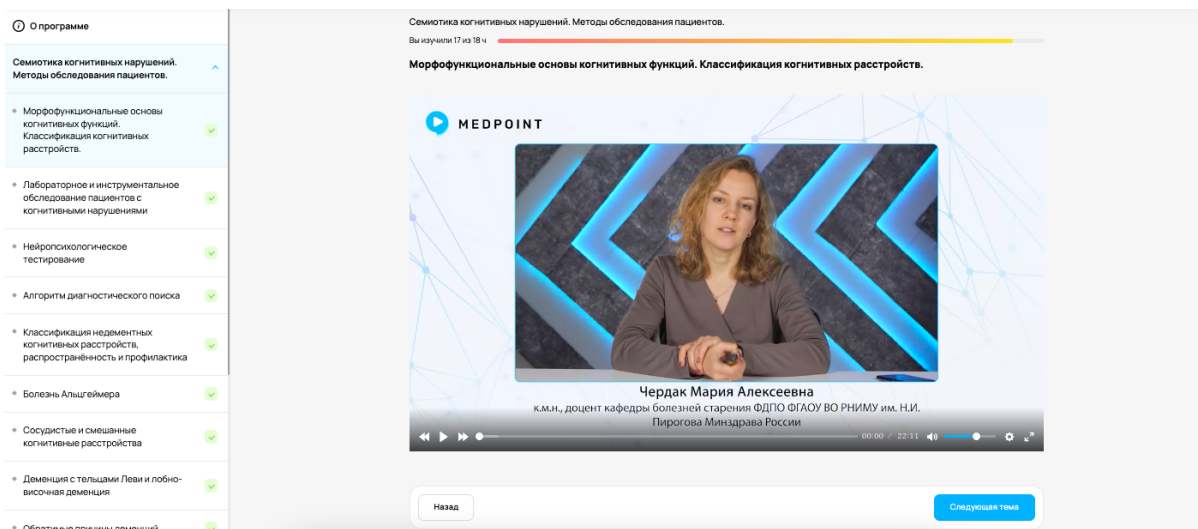 О программе
Семиотика когнитивных нарушений.
Методы обследования пациентов.
Морфофункциональные основы
когнитивных функций.
Классификация когнитивных
расстройств.
Лабораторное и инструментальное
обследование пациентов с
когнитивными нарушениями
Нейропсихологическое
тестирование
Алгоритм диагностического поиска
Классификация недементных
когнитивных расстройств,
распространённость и профилактика
Болезнь Альцгеймера
Сосудистые и смешанные
когнитивные расстройства
Деменция с тельцами Леви и лобно-
височная деменция
Обратимые причины деменций
Семиотика когнитивных нарушений. Методы обследования пациентов.
Вы изучили 17 из 18 ч
Морфофункциональные основы когнитивных функций. Классификация когнитивных расстройств.
MEDPOINT
Чердак Мария Алексеевна
к.м.н., доцент кафедры болезней старения ФДПО ФГАОУ ВО РНИМУ им. Н.И.
Пирогова Минздрава России
00:00 / 22:11
Назад
Следующая тема